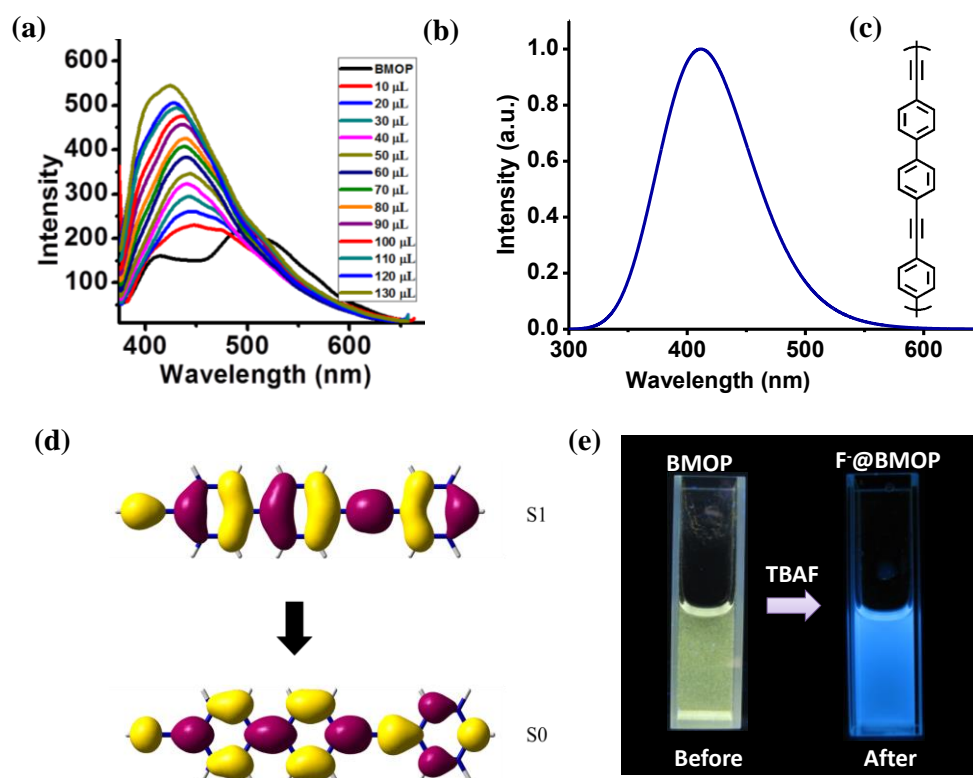 (a)
600
500
400
300
200
100
Intensity
400 500 600
Wavelength (nm)
BMOP
10 µL
20 µL
30 µL
40 µL
50 µL
60 µL
70 µL
80 µL
90 µL
100 µL
110 µL
120 µL
130 µL
(b)
1.0
0.8
0.6
0.4
0.2
0.0
Intensity (a.u.)
300 400 500 600
Wavelength (nm)
(c)
(d)
S1
S0
(e)
BMOP
F-@BMOP
TBAF
Before
After